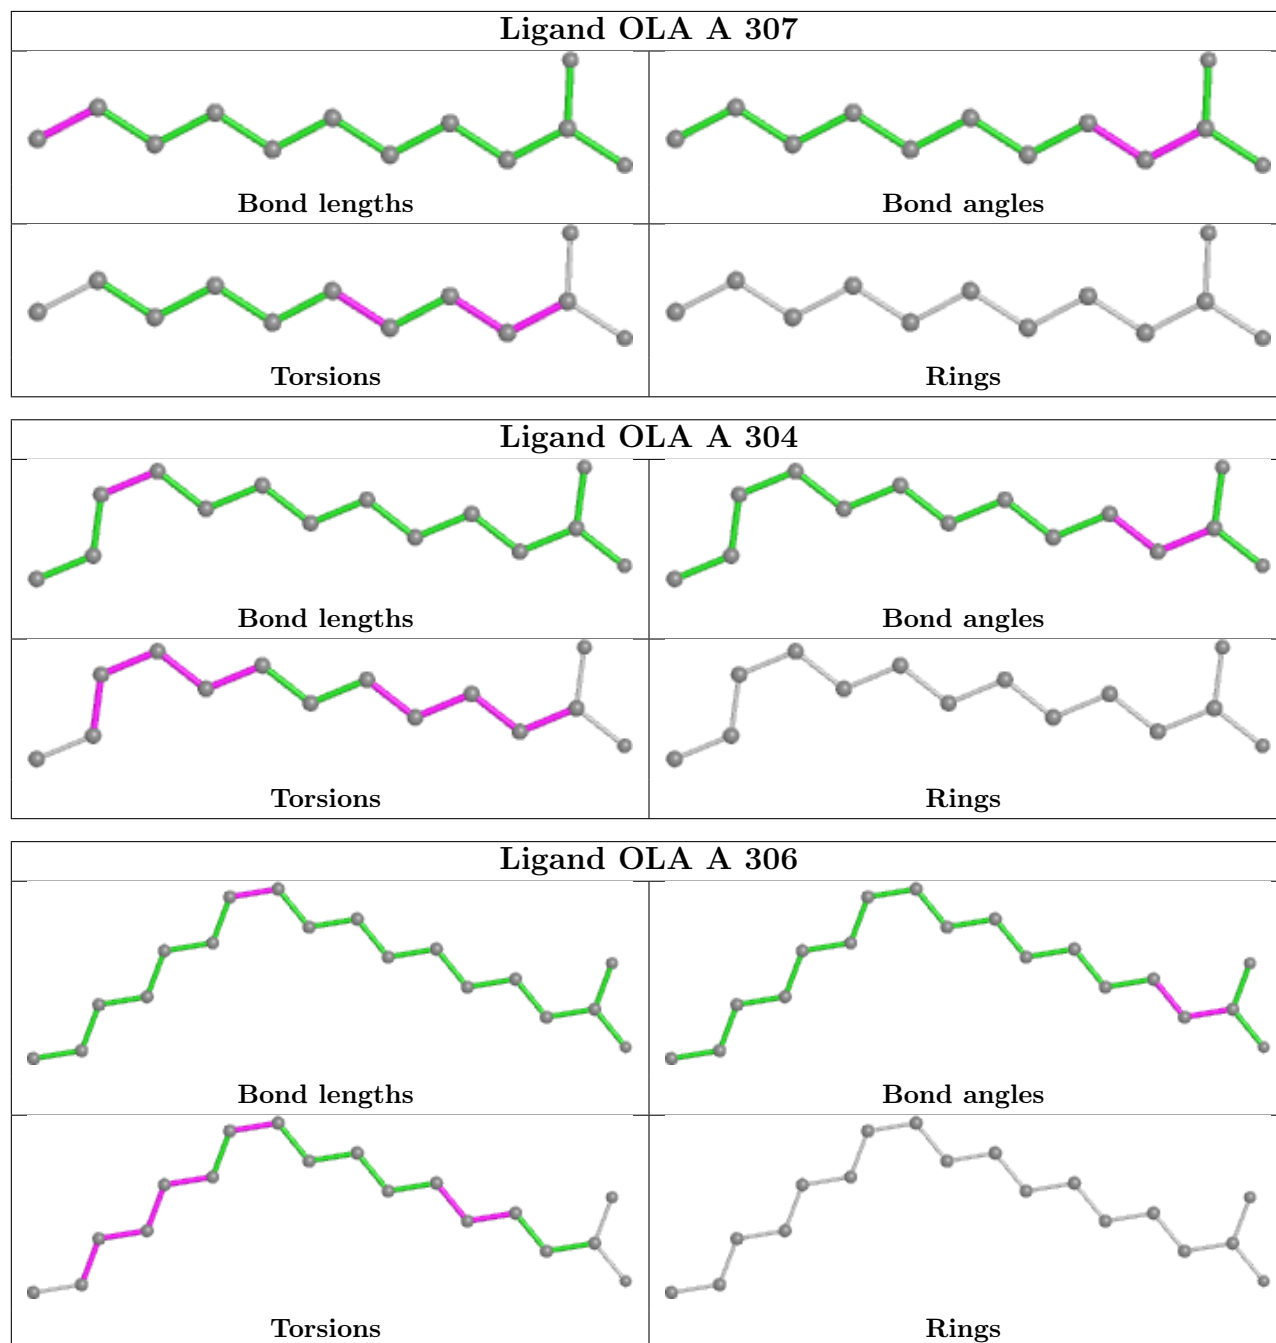 Ligand OLA A 307
Bond lengths Bond angles
Torsions Rings
Ligand OLA A 304
Bond lengths Bond angles
Torsions Rings
Ligand OLA A 306
Bond lengths Bond angles
Torsions Rings